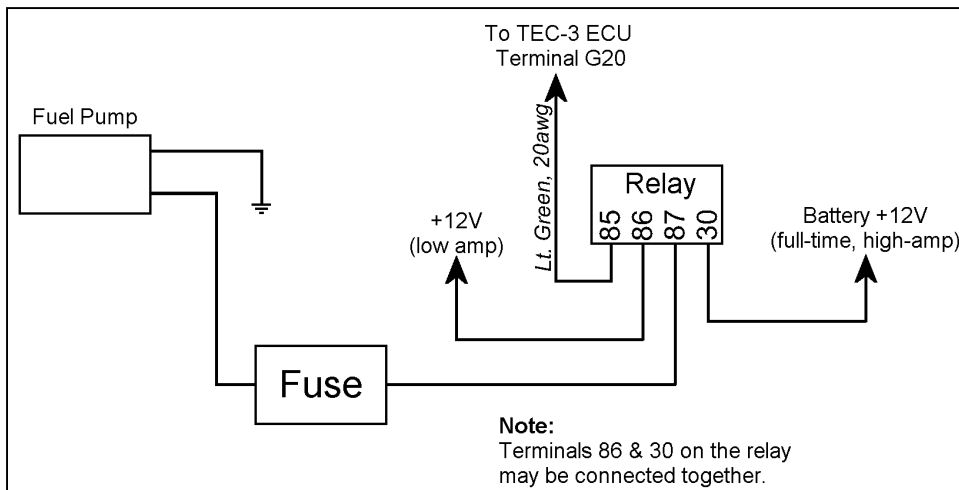 To TEC-3 ECU
Terminal G20
Fuel Pump
Lt. Green, 20awg
Relay
85
86
87
30
+12V
(low amp)
Battery +12V
(full-time, high-amp)
Fuse
Note:
Terminals 86 & 30 on the relay
may be connected together.